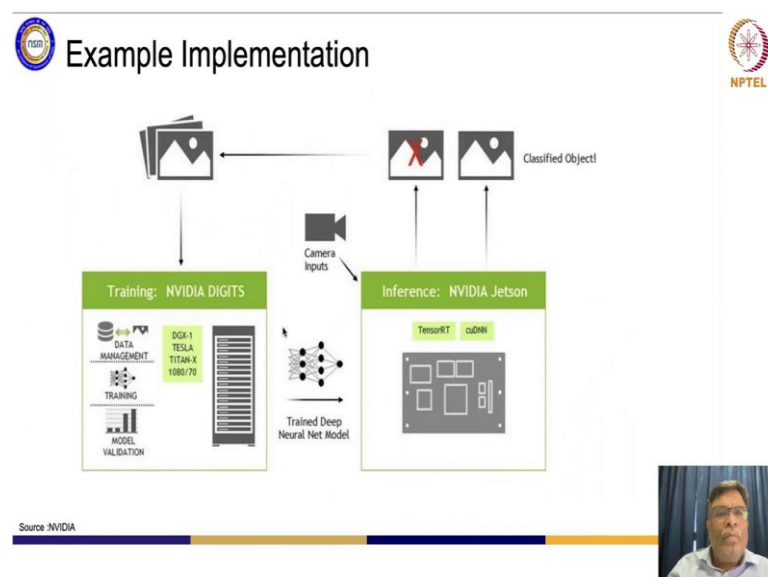 nsm
Example Implementation
NPTEL
Classified Object!
Camera
Inputs
Training: NVIDIA DIGITS
Inference: NVIDIA Jetson
DATA
MANAGEMENT
TRAINING
MODEL
VALIDATION
DGX-1
TESLA
TITAN-X
1080/70
Trained Deep
Neural Net Model
TensorRT
cuDNN
Source :NVIDIA